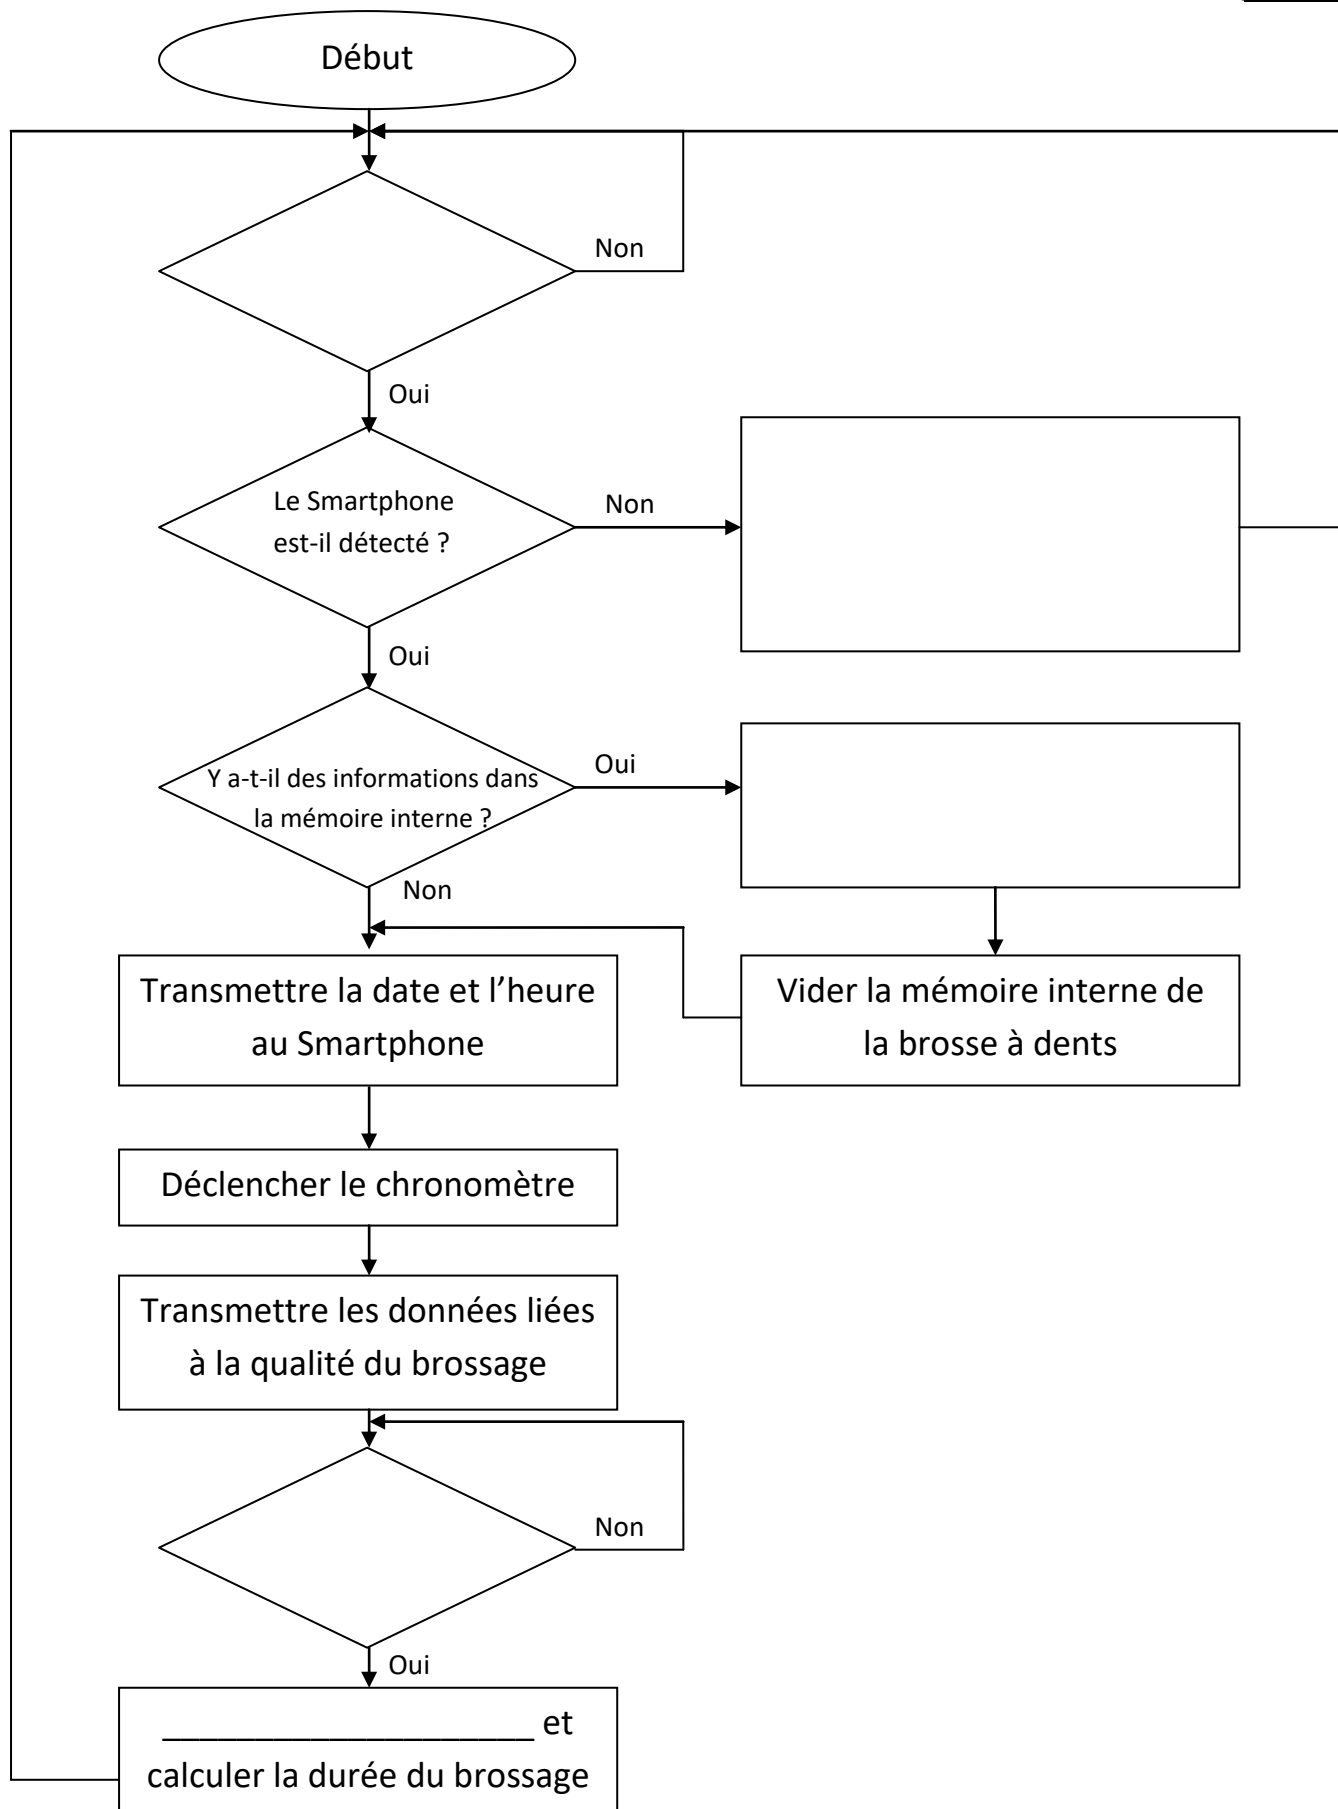 Début
Non
Oui
Le Smartphone
est-il détecté ?
Non
Oui
Y a-t-il des informations dans
la mémoire interne ?
Oui
Non
Transmettre la date et l’heure
au Smartphone
Vider la mémoire interne de
la brosse à dents
Déclencher le chronomètre
Transmettre les données liées
à la qualité du brossage
Non
Oui
____________________ et
calculer la durée du brossage